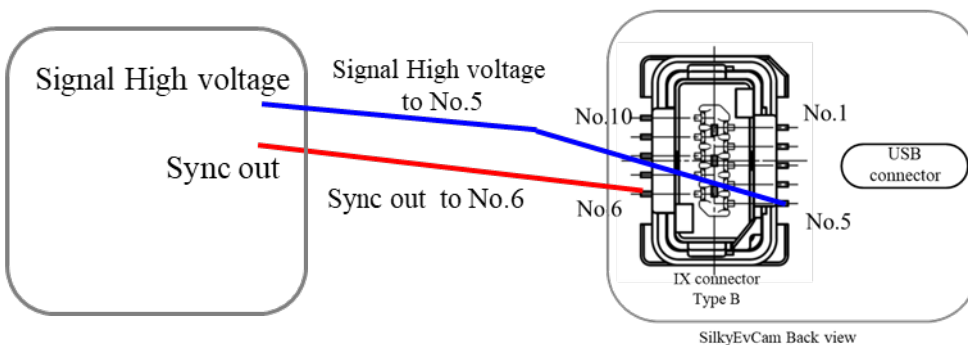 Signal High voltage
Sync out
Signal High voltage
to No.5
Sync out to No.6
No.10
No.6
No.1
No.5
USB
connector
IX connector
Type B
SilkyEvCam Back view